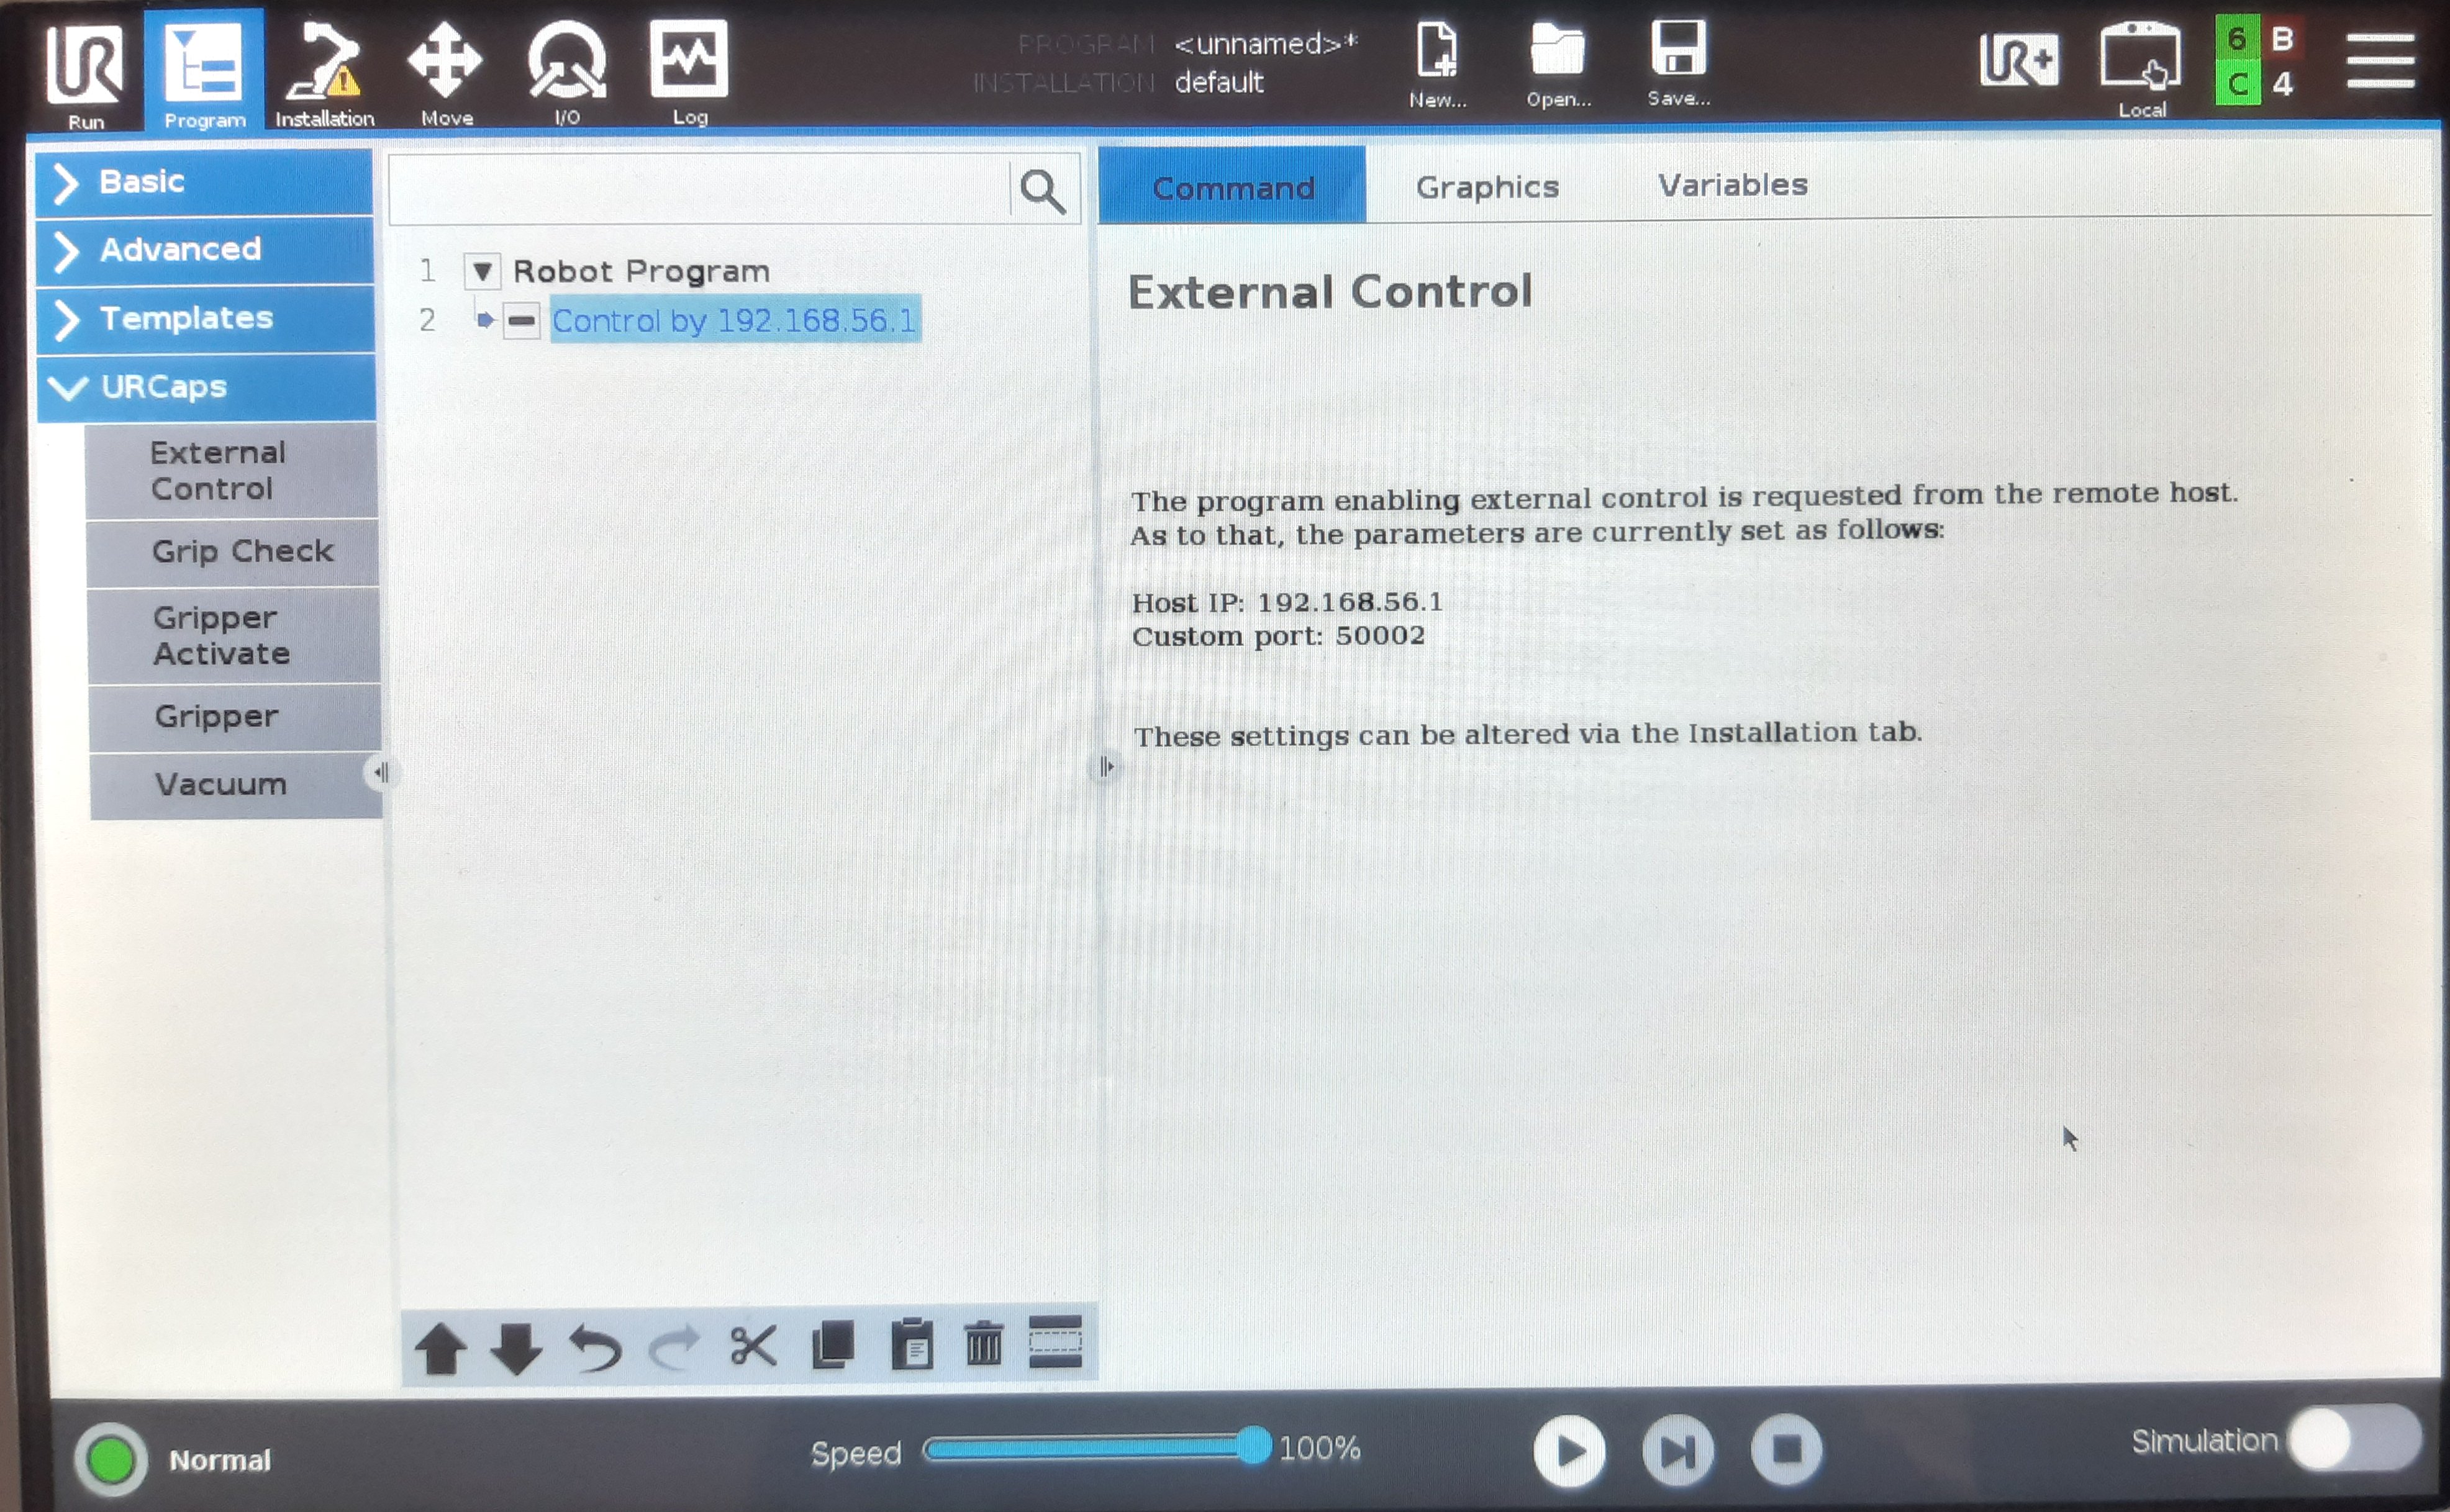 UR
Run
Program
Installation
Move
I/O
Log
PROGRAM <unnamed>*
INSTALLATION default
New...
Open...
Save...
UR+
Local
6 B
C 4
Basic
Advanced
Templates
URCaps
External
Control
Grip Check
Gripper
Activate
Gripper
Vacuum
1 Robot Program
2 Control by 192.168.56.1
Command Graphics Variables
External Control
The program enabling external control is requested from the remote host.
As to that, the parameters are currently set as follows:
Host IP: 192.168.56.1
Custom port: 50002
These settings can be altered via the Installation tab.
Normal
Speed 100%
Simulation